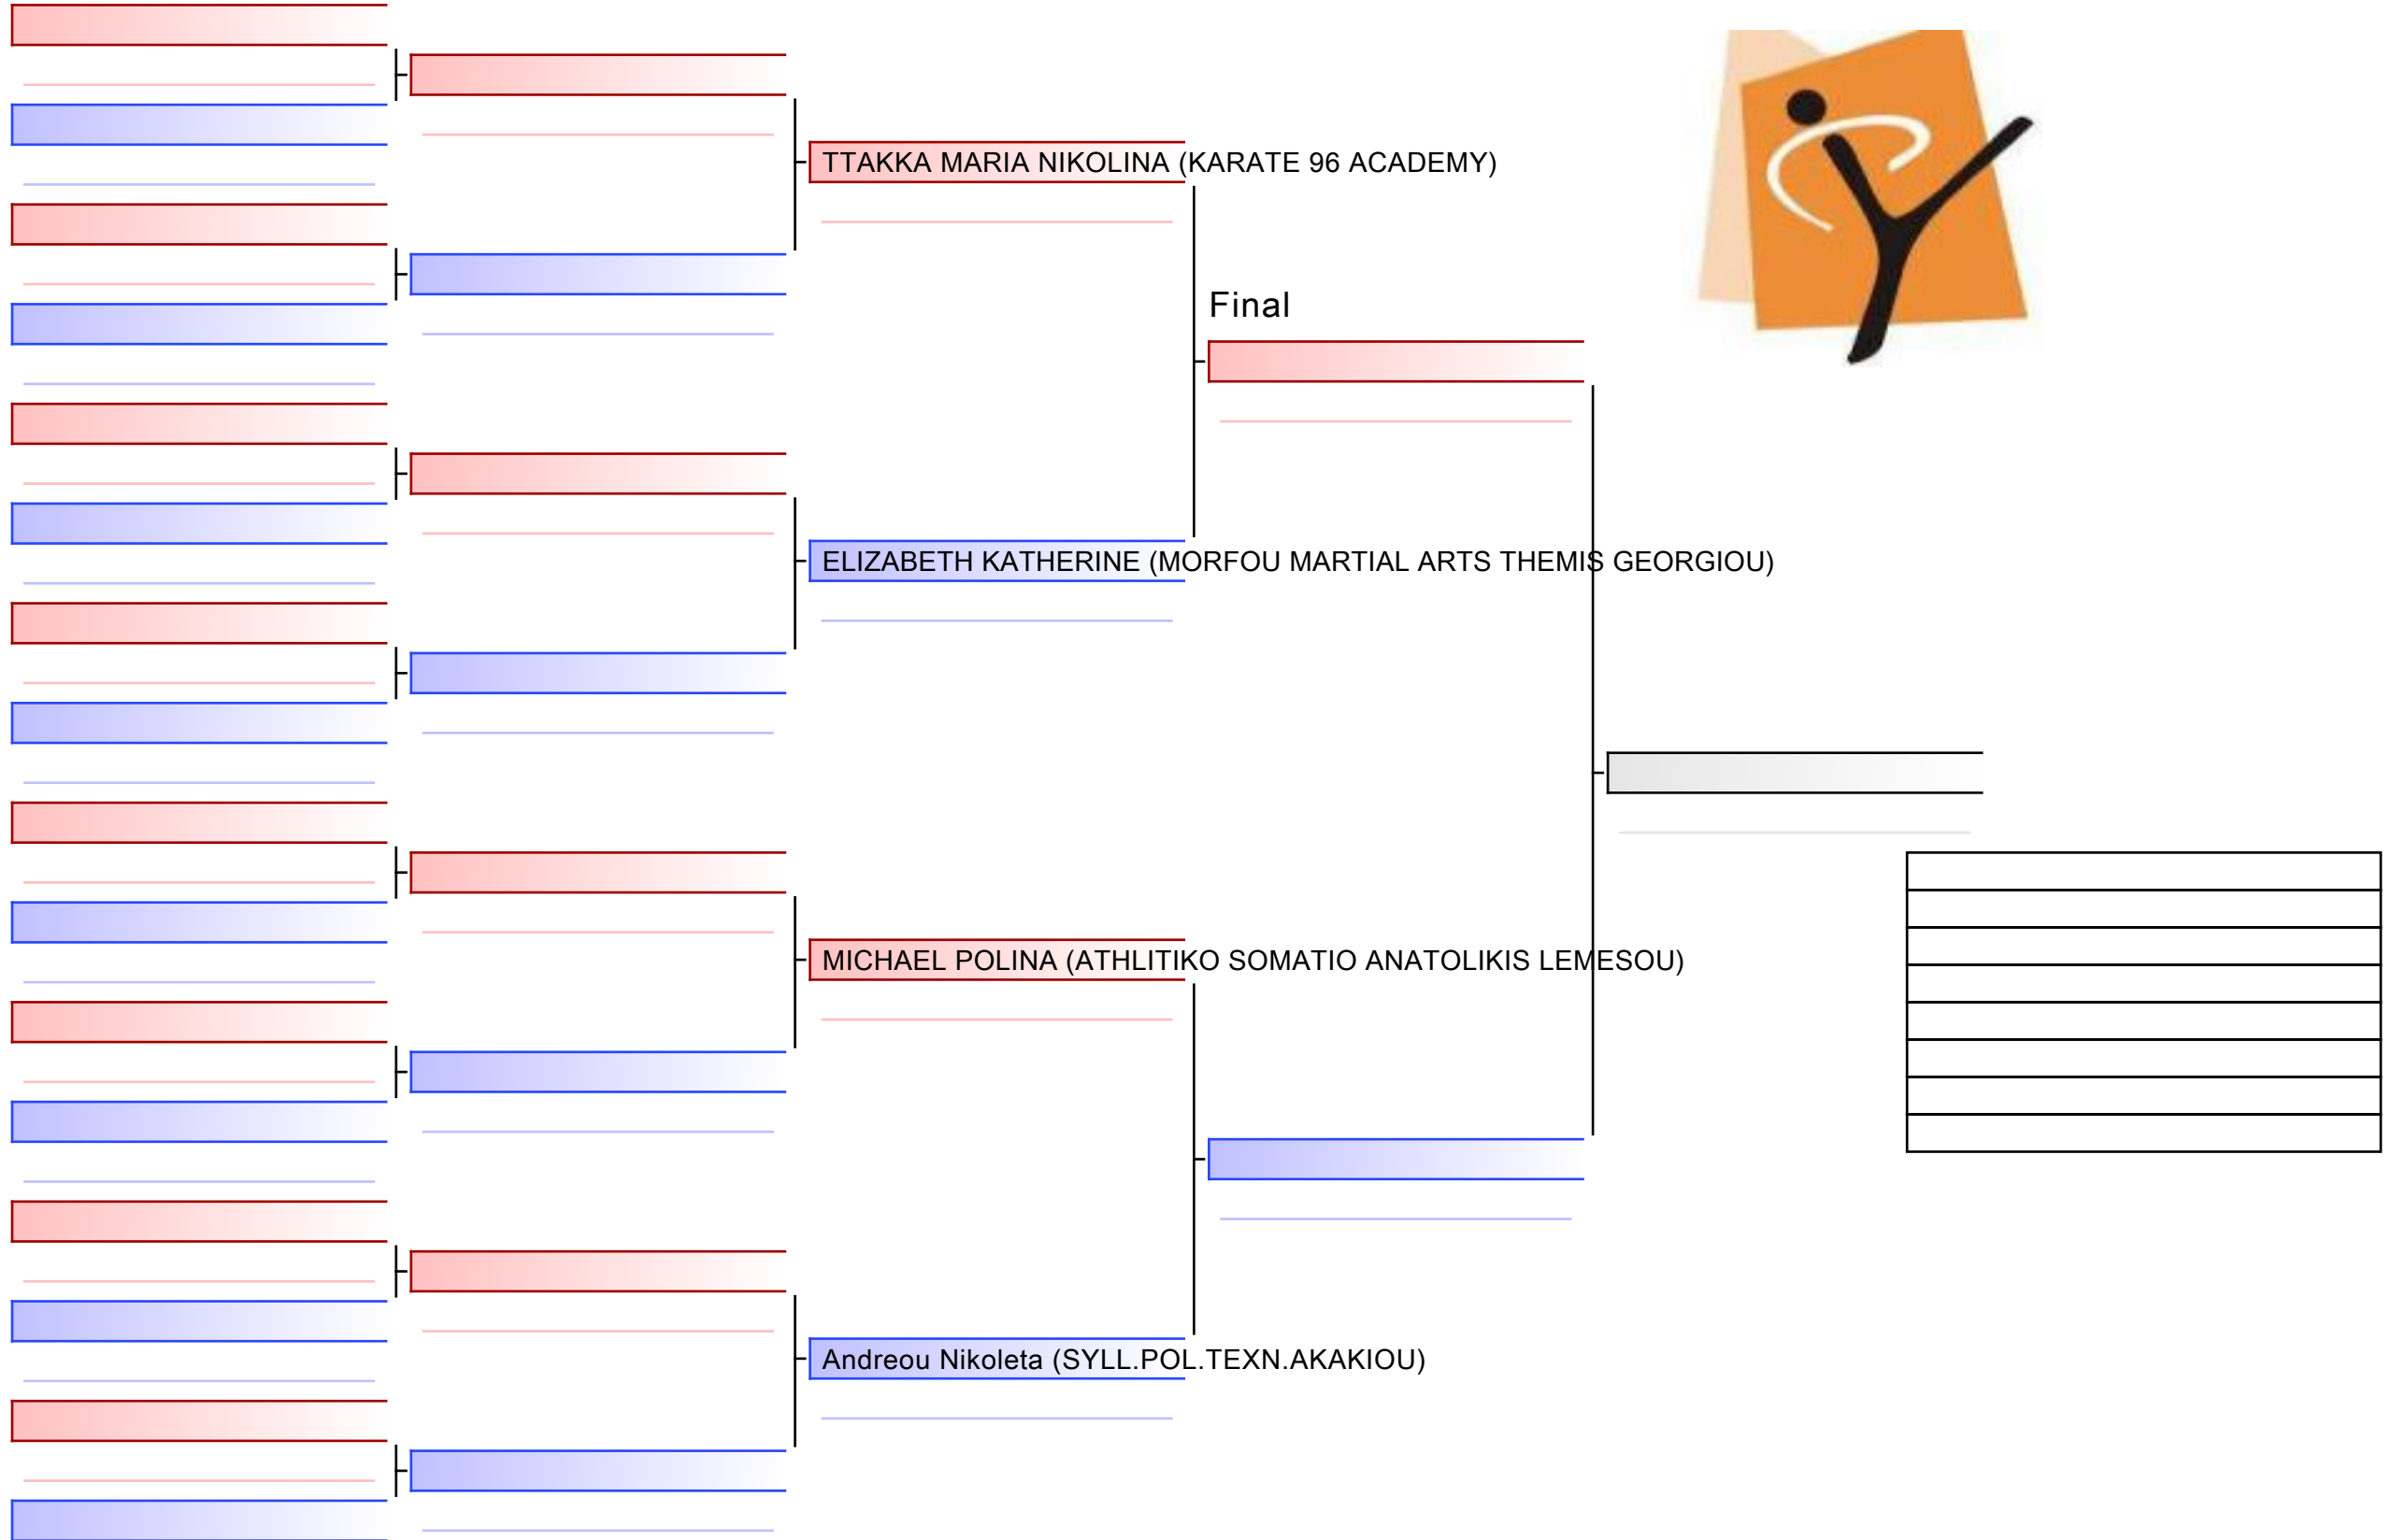 TTAKKA MARIA NIKOLINA (KARATE 96 ACADEMY)
Final
ELIZABETH KATHERINE (MORFOU MARTIAL ARTS THEMIS GEORGIOU)
MICHAEL POLINA (ATHLITIKO SOMATIO ANATOLIKIS LEMESOU)
Andreou Nikoleta (SYLL.POL.TEXN.AKAKIOU)